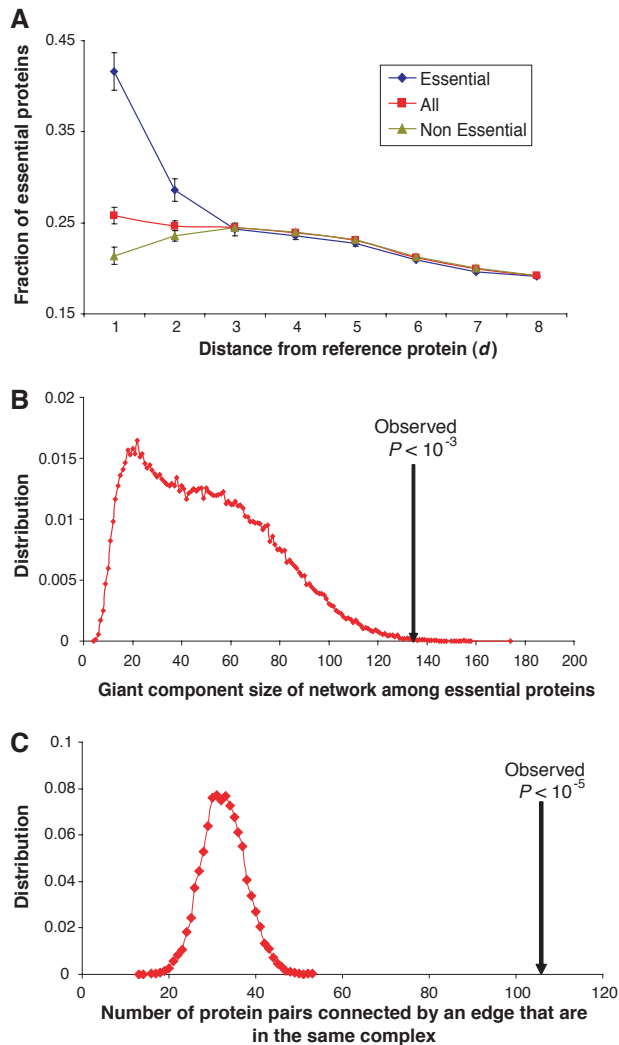 A
Fraction of essential proteins
0.45
0.35
0.25
0.15
Essential
All
Non Essential
1 2 3 4 5 6 7 8
Distance from reference protein (d)
B
Distribution
0.02
0.015
0.01
0.005
0
Observed
P < 10⁻³
0 20 40 60 80 100 120 140 160 180 200
Giant component size of network among essential proteins
C
Distribution
0.1
0.08
0.06
0.04
0.02
0
Observed
P < 10⁻⁵
0 20 40 60 80 100 120
Number of protein pairs connected by an edge that are
in the same complex